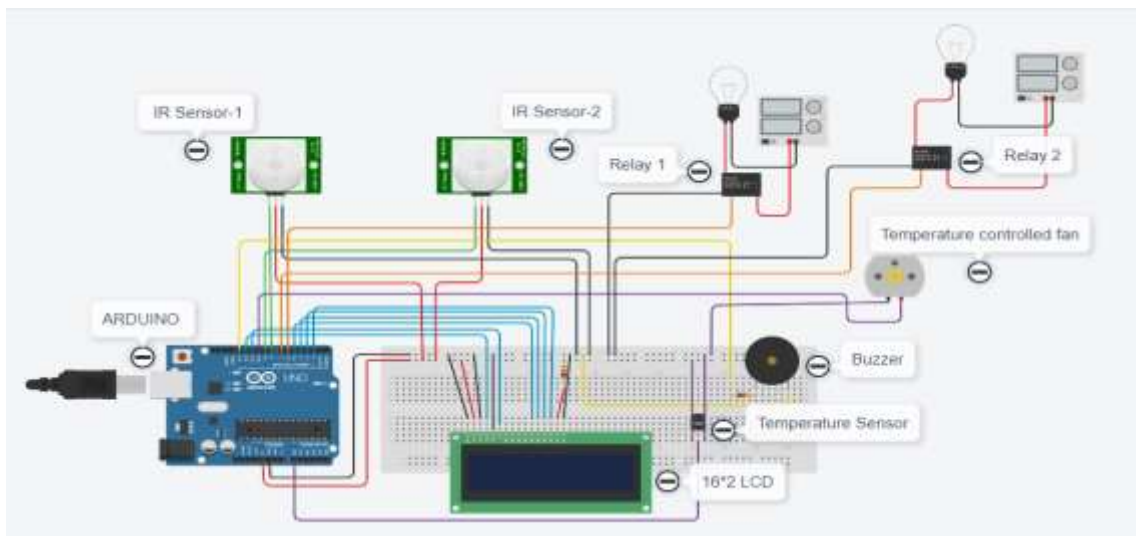 IR Sensor-1
IR Sensor-2
Relay 1
Relay 2
Temperature controlled fan
ARDUINO
UNO
Buzzer
Temperature Sensor
16*2 LCD